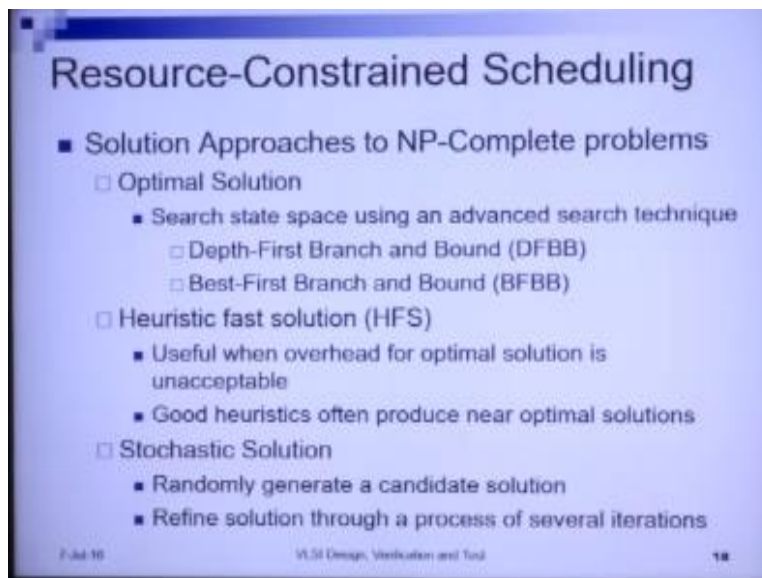 Resource-Constrained Scheduling
Solution Approaches to NP-Complete problems
Optimal Solution
Search state space using an advanced search technique
Depth-First Branch and Bound (DFBB)
Best-First Branch and Bound (BFBB)
Heuristic fast solution (HFS)
Useful when overhead for optimal solution is
unacceptable
Good heuristics often produce near optimal solutions
Stochastic Solution
Randomly generate a candidate solution
Refine solution through a process of several iterations
VLSI Design, Verification and Test
18